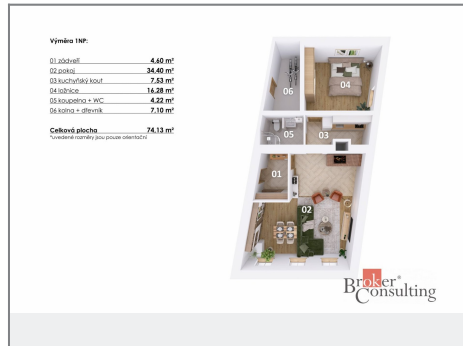 Výměra 1NP:
01 zádveří 4,60 m²
02 pokoj 34,40 m²
03 kuchyňský kout 7,53 m²
04 ložnice 16,28 m²
05 koupelna + WC 4,22 m²
06 kolna + dřevník 7,10 m²
Celková plocha 74,13 m²
*uvedené rozměry jsou pouze orientační
06
04
05
03
01
02
Broker
Consulting